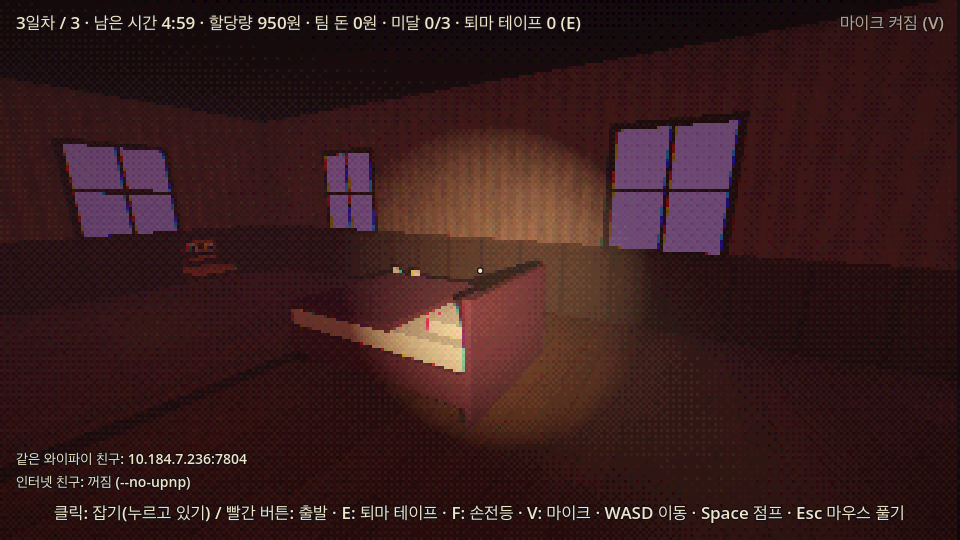 3일차 / 3 · 남은 시간 4:59 · 할당량 950원 · 팀 돈 0원 · 미달 0/3 · 퇴마 테이프 0 (E)
마이크 켜짐 (V)
같은 와이파이 친구: 10.184.7.236:7804
인터넷 친구: 꺼짐 (--no-upnp)
클릭: 잡기(누르고 있기) / 빨간 버튼: 출발 · E: 퇴마 테이프 · F: 손전등 · V: 마이크 · WASD 이동 · Space 점프 · Esc 마우스 풀기